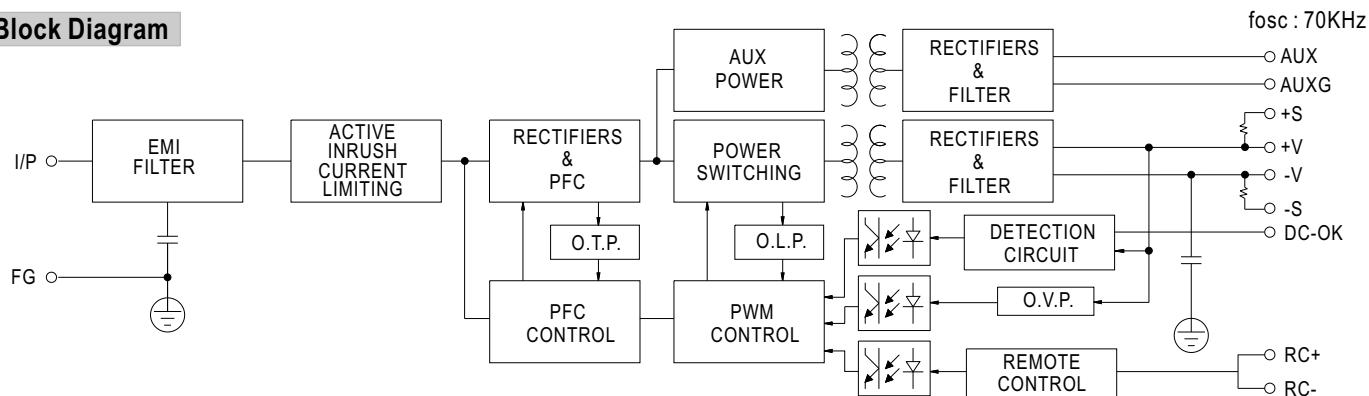 Block Diagram
fosc : 70KHz
I/P
FG
EMI
FILTER
ACTIVE
INRUSH
CURRENT
LIMITING
RECTIFIERS
&
PFC
O.T.P.
PFC
CONTROL
AUX
POWER
POWER
SWITCHING
O.L.P.
PWM
CONTROL
RECTIFIERS
&
FILTER
RECTIFIERS
&
FILTER
DETECTION
CIRCUIT
O.V.P.
REMOTE
CONTROL
AUX
AUXG
+S
+V
-V
-S
DC-OK
RC+
RC-